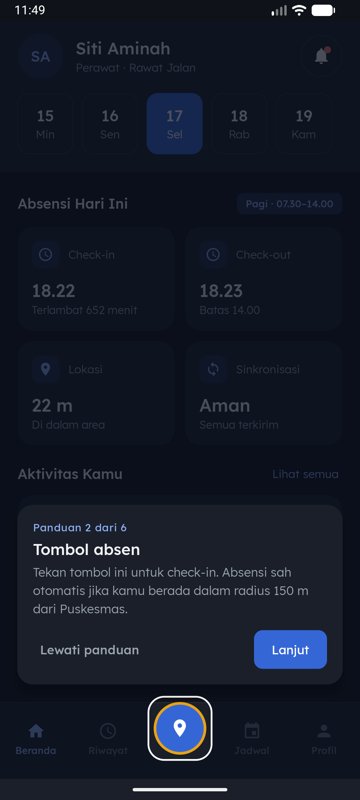 11:49
SA
Siti Aminah
Perawat · Rawat Jalan
15
Min
16
Sen
17
Sel
18
Rab
19
Kam
Absensi Hari Ini
Pagi · 07.30–14.00
Check-in
18.22
Terlambat 652 menit
Check-out
18.23
Batas 14.00
Lokasi
22 m
Di dalam area
Sinkronisasi
Aman
Semua terkirim
Aktivitas Kamu
Lihat semua
Panduan 2 dari 6
Tombol absen
Tekan tombol ini untuk check-in. Absensi sah
otomatis jika kamu berada dalam radius 150 m
dari Puskesmas.
Lewati panduan
Lanjut
Beranda
Riwayat
Jadwal
Profil